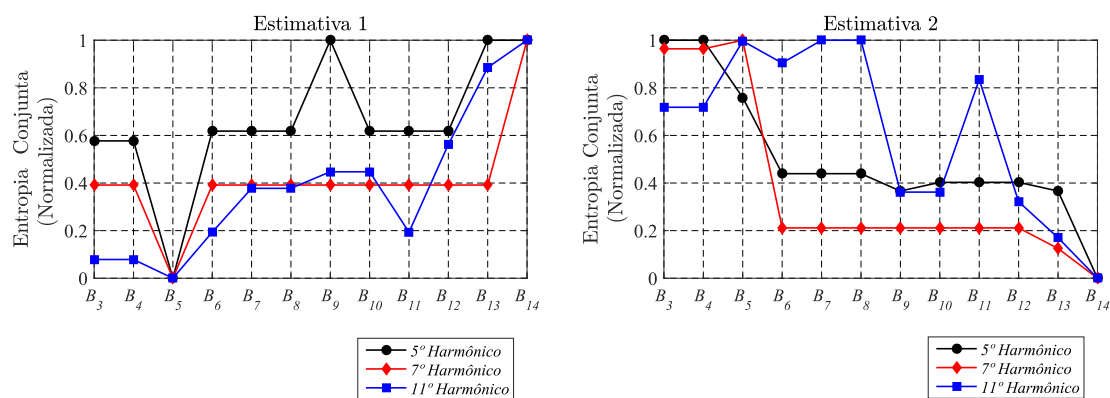 Estimativa 1
Entropia Conjunta
(Normalizada)
1
0.8
0.6
0.4
0.2
0
B3 B4 B5 B6 B7 B8 B9 B10 B11 B12 B13 B14
5º Harmônico
7º Harmônico
11º Harmônico
Estimativa 2
Entropia Conjunta
(Normalizada)
1
0.8
0.6
0.4
0.2
0
B3 B4 B5 B6 B7 B8 B9 B10 B11 B12 B13 B14
5º Harmônico
7º Harmônico
11º Harmônico